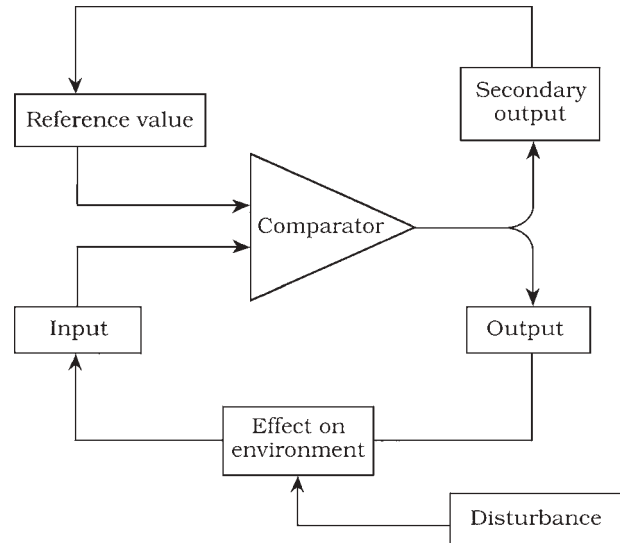 Secondary
output
Reference value
Comparator
Input
Output
Effect on
environment
Disturbance